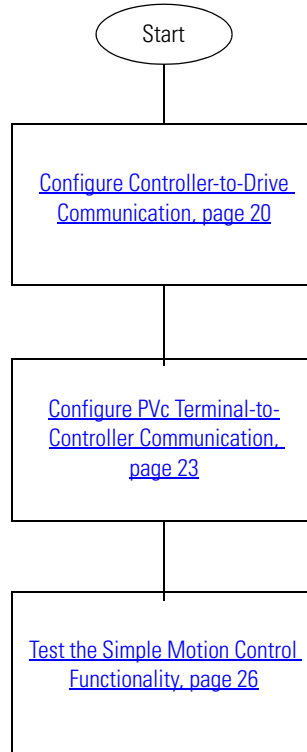 Start
Configure Controller-to-Drive
Communication, page 20
Configure PVc Terminal-to-
Controller Communication,
page 23
Test the Simple Motion Control
Functionality, page 26